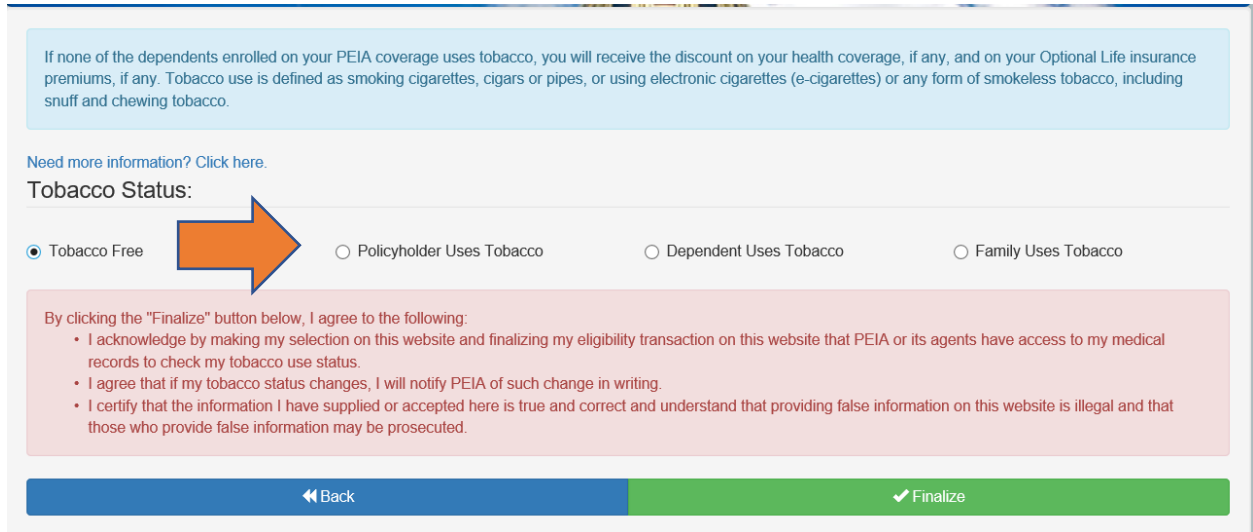 If none of the dependents enrolled on your PEIA coverage uses tobacco, you will receive the discount on your health coverage, if any, and on your Optional Life insurance
premiums, if any. Tobacco use is defined as smoking cigarettes, cigars or pipes, or using electronic cigarettes (e-cigarettes) or any form of smokeless tobacco, including
snuff and chewing tobacco.
Need more information? Click here.
Tobacco Status:
Tobacco Free Policyholder Uses Tobacco Dependent Uses Tobacco Family Uses Tobacco
By clicking the "Finalize" button below, I agree to the following:
• I acknowledge by making my selection on this website and finalizing my eligibility transaction on this website that PEIA or its agents have access to my medical
records to check my tobacco use status.
• I agree that if my tobacco status changes, I will notify PEIA of such change in writing.
• I certify that the information I have supplied or accepted here is true and correct and understand that providing false information on this website is illegal and that
those who provide false information may be prosecuted.
Back Finalize